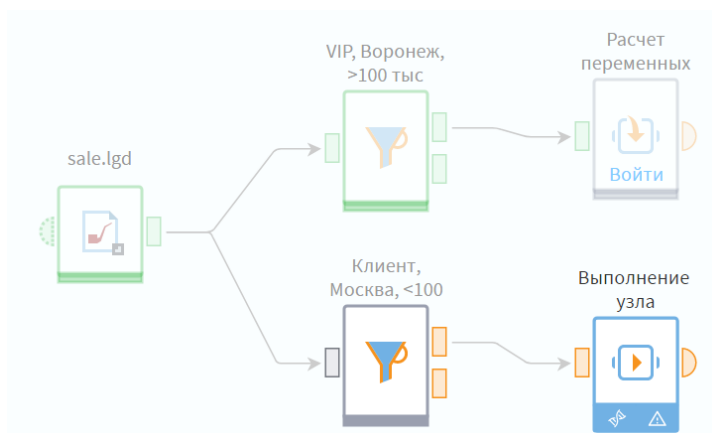 sale.lgd
VIP, Воронеж,
>100 тыс
Расчет
переменных
Войти
Клиент,
Москва, <100
Выполнение
узла